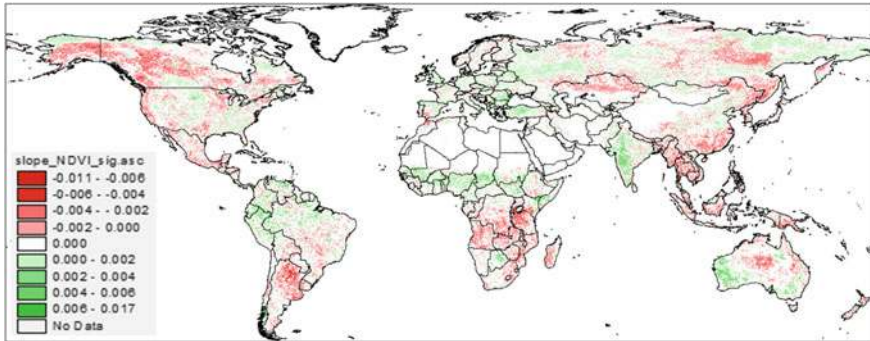 slope_NDVI_sig.asc
-0.011 - -0.006
-0.006 - -0.004
-0.004 - -0.002
-0.002 - 0.000
0.000
0.000 - 0.002
0.002 - 0.004
0.004 - 0.006
0.006 - 0.017
No Data